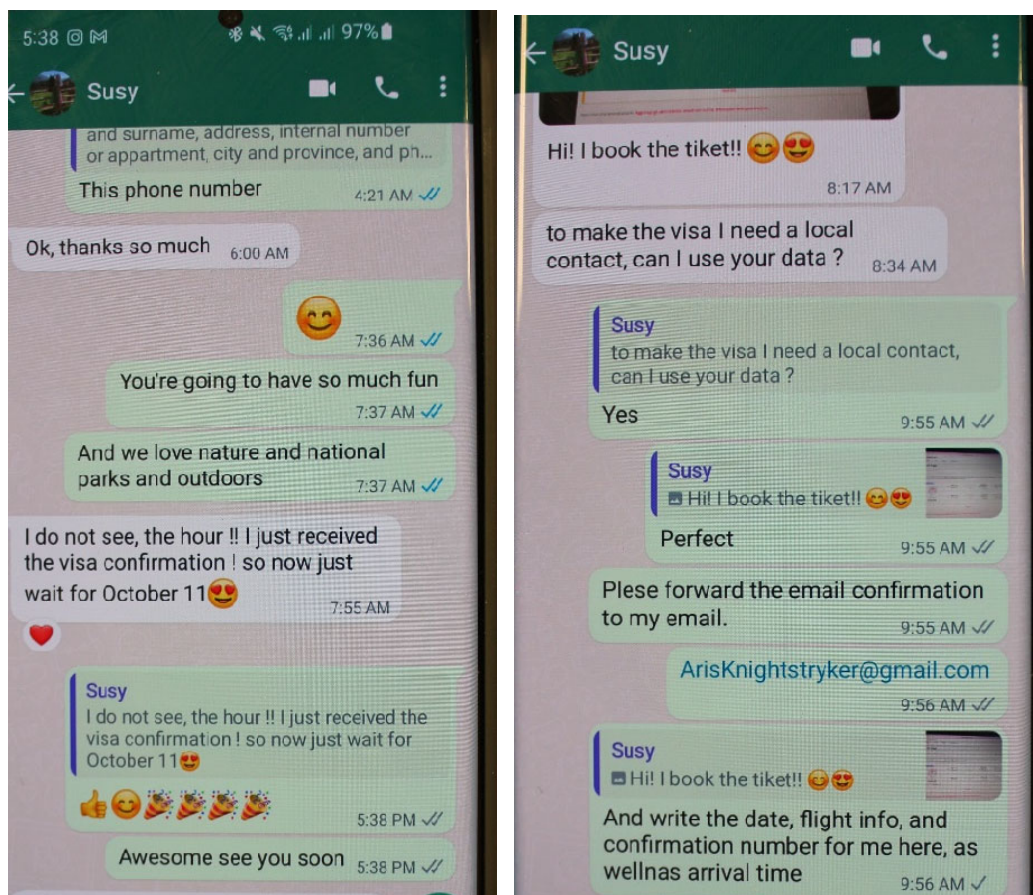 5:38
97%
Susy
and surname, address, internal number
or appartment, city and province, and ph...
This phone number
4:21 AM
Ok, thanks so much
6:00 AM
😊
7:36 AM
You're going to have so much fun
7:37 AM
And we love nature and national
parks and outdoors
7:37 AM
I do not see, the hour !! I just received
the visa confirmation ! so now just
wait for October 11😍
7:55 AM
❤️
Susy
I do not see, the hour !! I just received the
visa confirmation ! so now just wait for
October 11😍
👍😊🎉🎉🎉🎉
5:38 PM
Awesome see you soon
5:38 PM
Susy
Hi! I book the tiket!! 😊😍
8:17 AM
to make the visa I need a local
contact, can I use your data ?
8:34 AM
Susy
to make the visa I need a local contact,
can I use your data ?
Yes
9:55 AM
Susy
Hi! I book the tiket!! 😊😍
Perfect
9:55 AM
Plese forward the email confirmation
to my email.
9:55 AM
ArisKnightstryker@gmail.com
9:56 AM
Susy
Hi! I book the tiket!! 😊😍
And write the date, flight info, and
confirmation number for me here, as
wellnas arrival time
9:56 AM